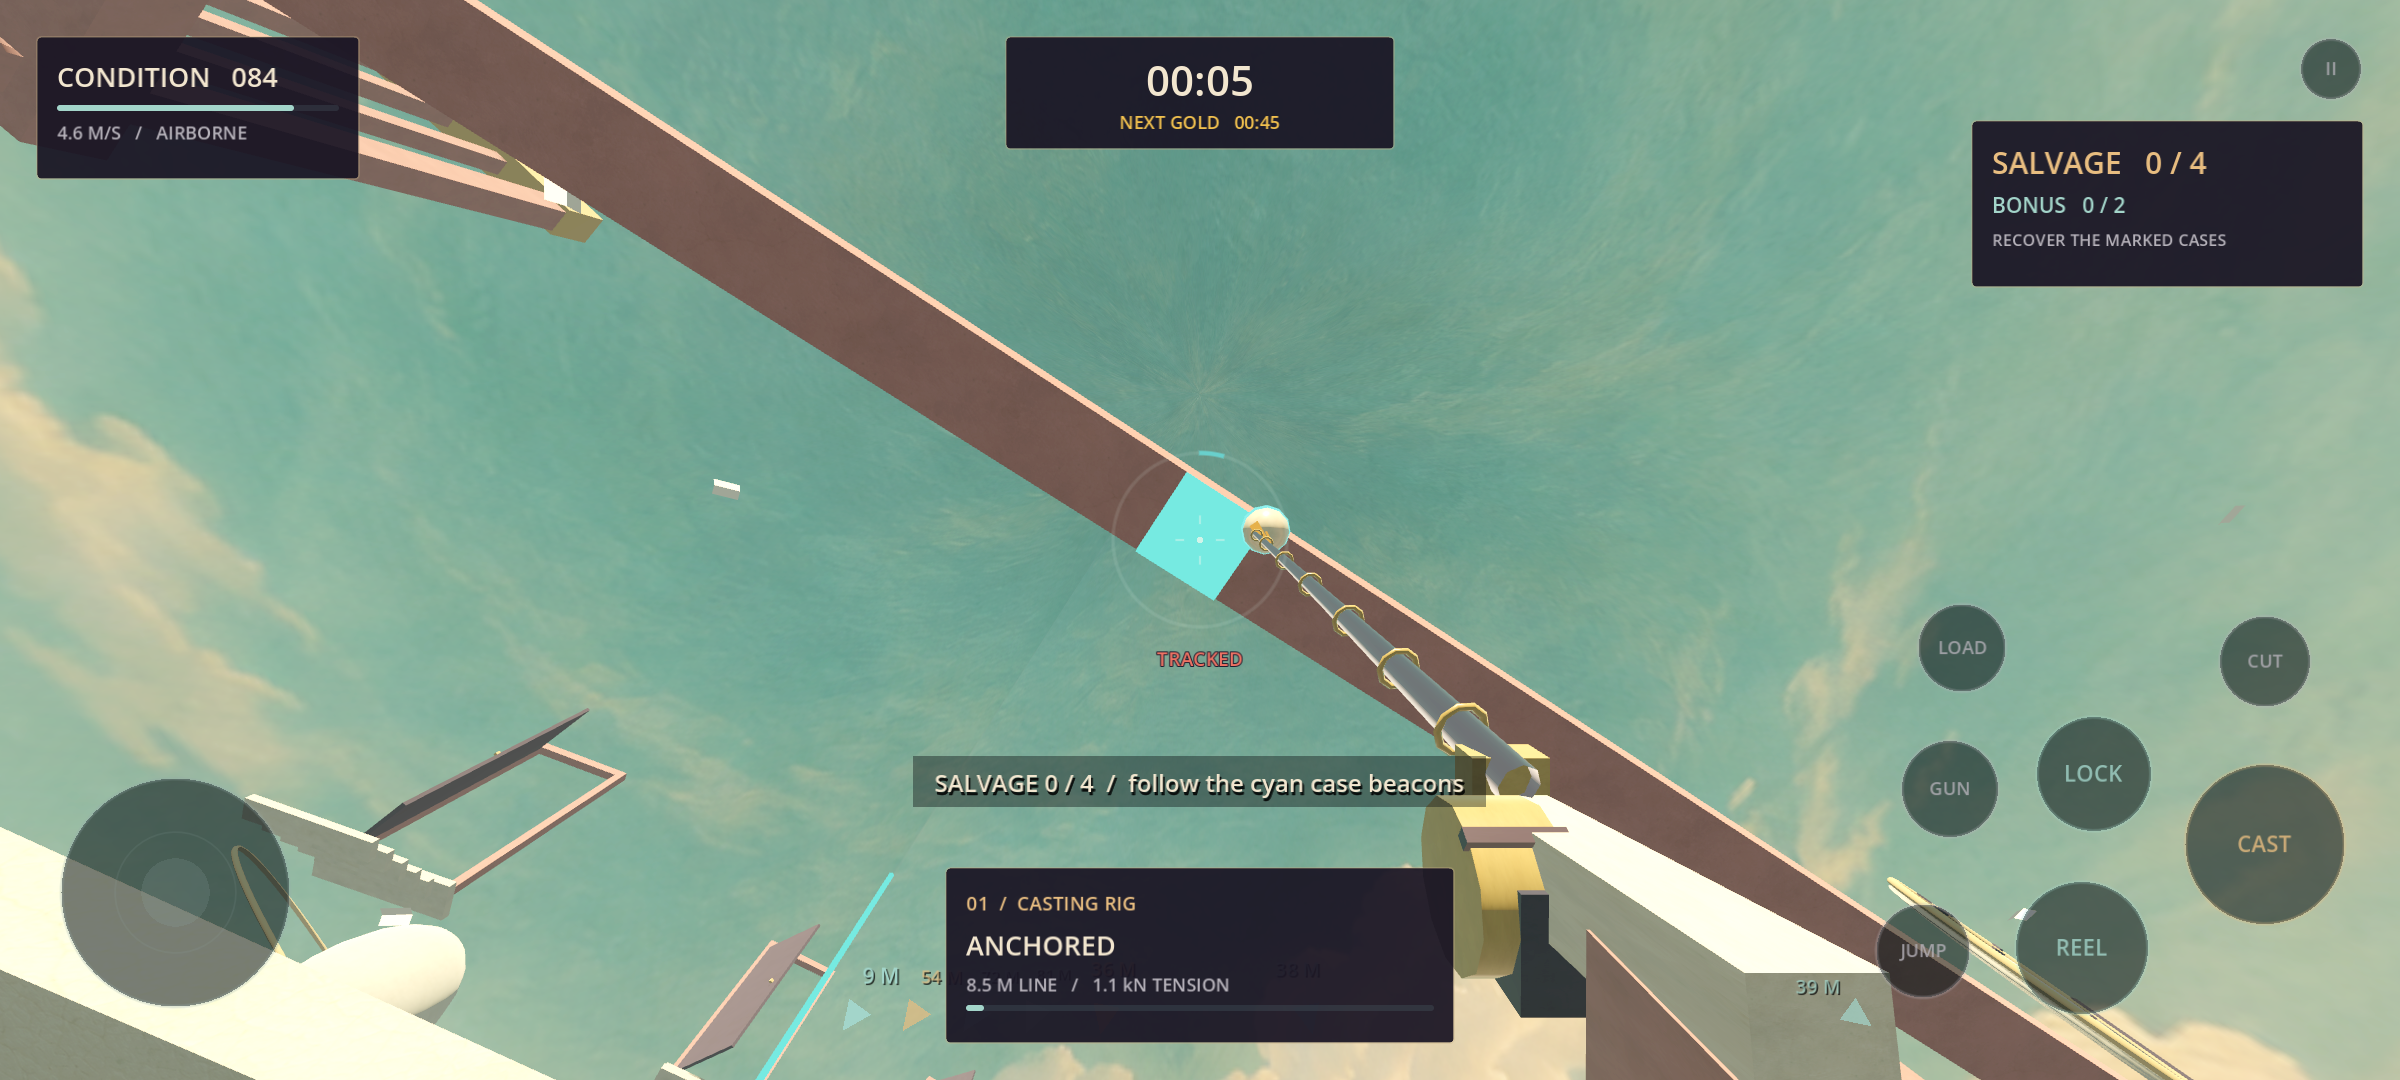 CONDITION 084
4.6 M/S / AIRBORNE
00:05
NEXT GOLD 00:45
SALVAGE 0 / 4
BONUS 0 / 2
RECOVER THE MARKED CASES
TRACKED
LOAD
CUT
GUN
LOCK
CAST
JUMP
REEL
SALVAGE 0 / 4 / follow the cyan case beacons
01 / CASTING RIG
ANCHORED
8.5 M LINE / 1.1 kN TENSION
9 M
54
38 M
39 M